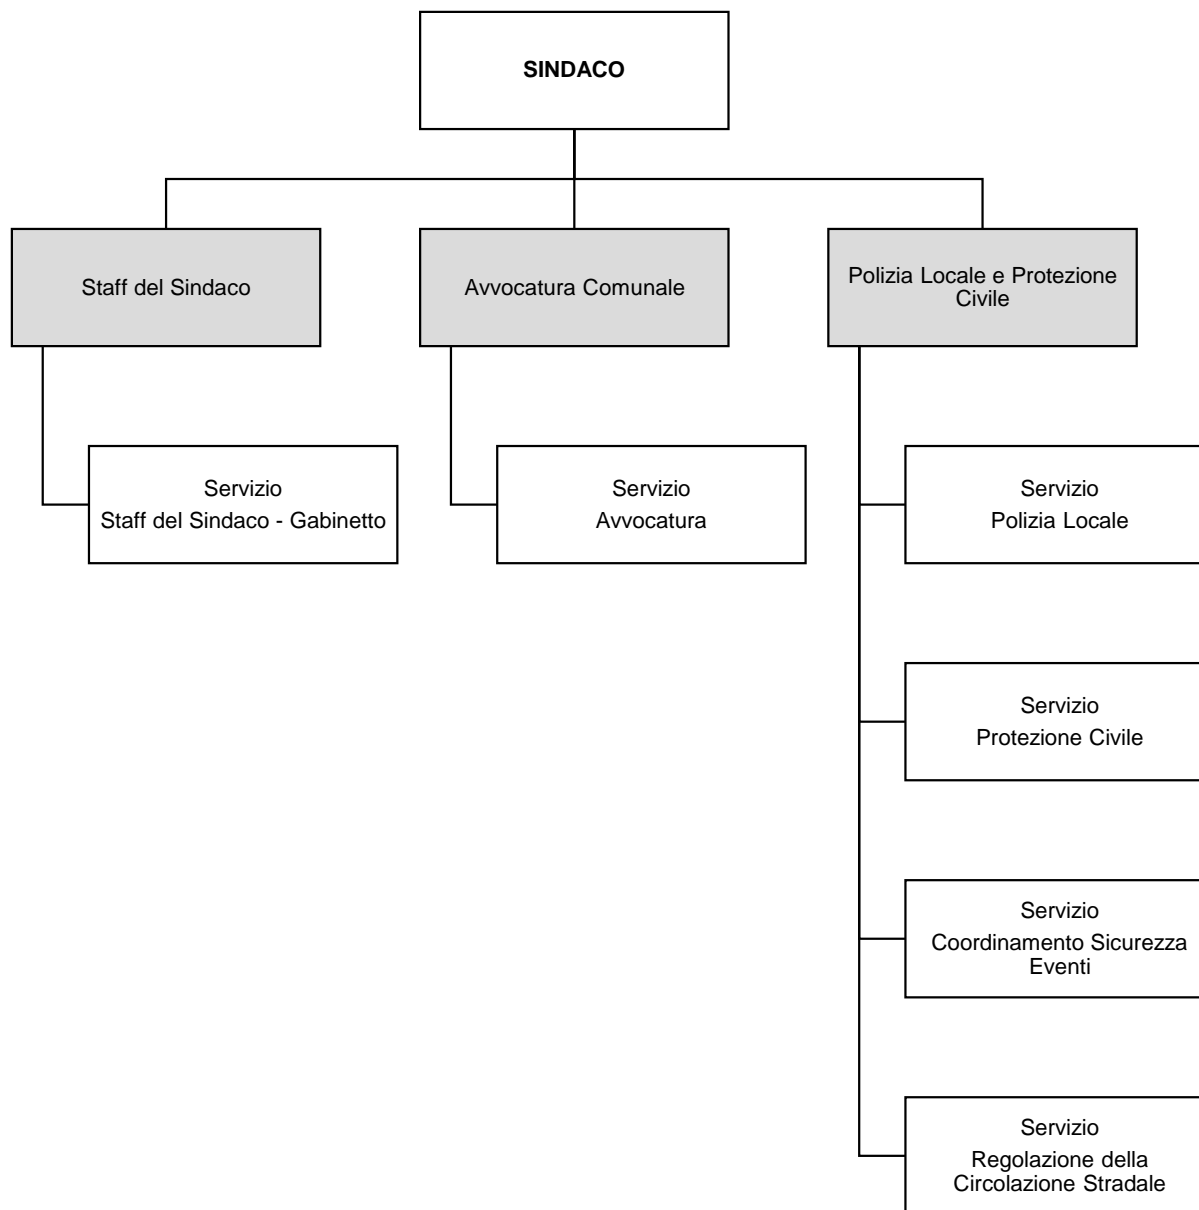 SINDACO
Staff del Sindaco
Avvocatura Comunale
Polizia Locale e Protezione
Civile
Servizio
Staff del Sindaco - Gabinetto
Servizio
Avvocatura
Servizio
Polizia Locale
Servizio
Protezione Civile
Servizio
Coordinamento Sicurezza
Eventi
Servizio
Regolazione della
Circolazione Stradale